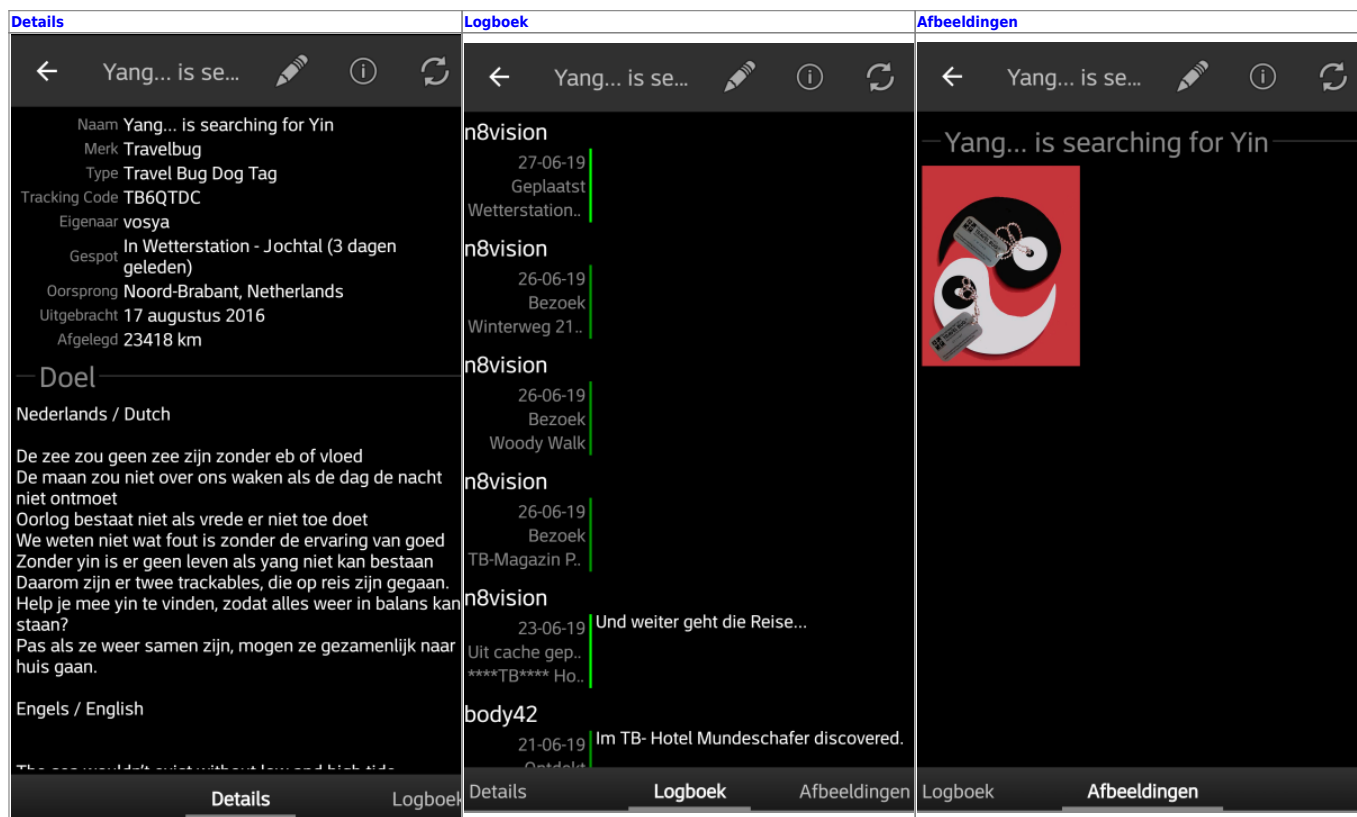 Details
Yang... is se...
Naam Yang... is searching for Yin
Merk Travelbug
Type Travel Bug Dog Tag
Tracking Code TB6QTDC
Eigenaar vosya
Gespot In Wetterstation - Jochtal (3 dagen
geleden)
Oorsprong Noord-Brabant, Netherlands
Uitgebracht 17 augustus 2016
Afgelegd 23418 km
Doel
Nederlands / Dutch
De zee zou geen zee zijn zonder eb of vloed
De maan zou niet over ons waken als de dag de nacht
niet ontmoet
Oorlog bestaat niet als vrede er niet toe doet
We weten niet wat fout is zonder de ervaring van goed
Zonder yin is er geen leven als yang niet kan bestaan
Daarom zijn er twee trackables, die op reis zijn gegaan.
Help je mee yin te vinden, zodat alles weer in balans kan
staan?
Pas als ze weer samen zijn, mogen ze gezamenlijk naar
huis gaan.
Engels / English
The sea wouldn't exist without low and high tide
Details Logboek
Logboek
Yang... is se...
n8vision
27-06-19
Geplaatst
Wetterstation..
n8vision
26-06-19
Bezoek
Winterweg 21..
n8vision
26-06-19
Bezoek
Woody Walk
n8vision
26-06-19
Bezoek
TB-Magazin P..
n8vision
23-06-19 Und weiter geht die Reise...
Uit cache gep..
****TB**** Ho..
body42
21-06-19 Im TB- Hotel Mundeschafer discovered.
Ontdekt
Details Logboek Afbeeldingen
Afbeeldingen
Yang... is se...
Yang... is searching for Yin
Logboek Afbeeldingen